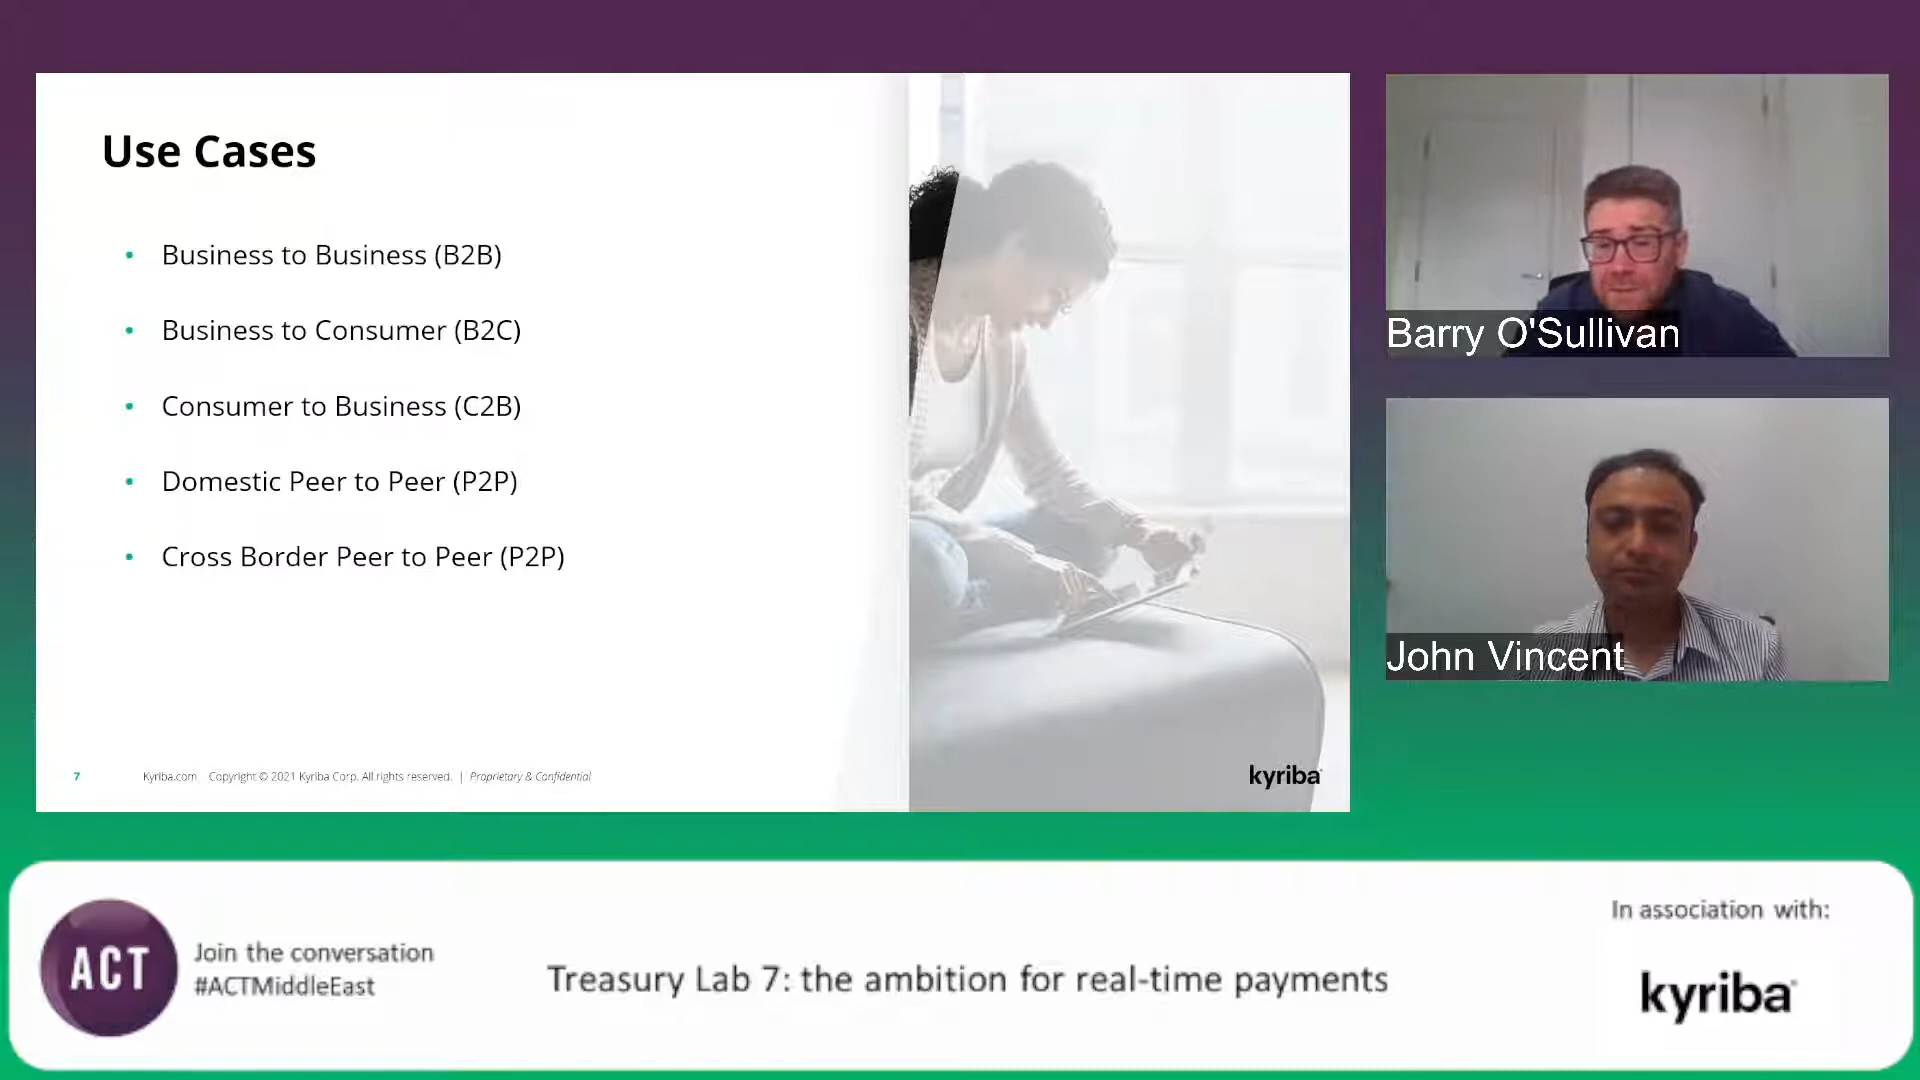 Use Cases
• Business to Business (B2B)
• Business to Consumer (B2C)
• Consumer to Business (C2B)
• Domestic Peer to Peer (P2P)
• Cross Border Peer to Peer (P2P)
7 Kyriba.com Copyright © 2021 Kyriba Corp. All rights reserved. | Proprietary & Confidential
kyriba
Barry O'Sullivan
John Vincent
ACT
Join the conversation
#ACTMiddleEast
Treasury Lab 7: the ambition for real-time payments
In association with:
kyriba